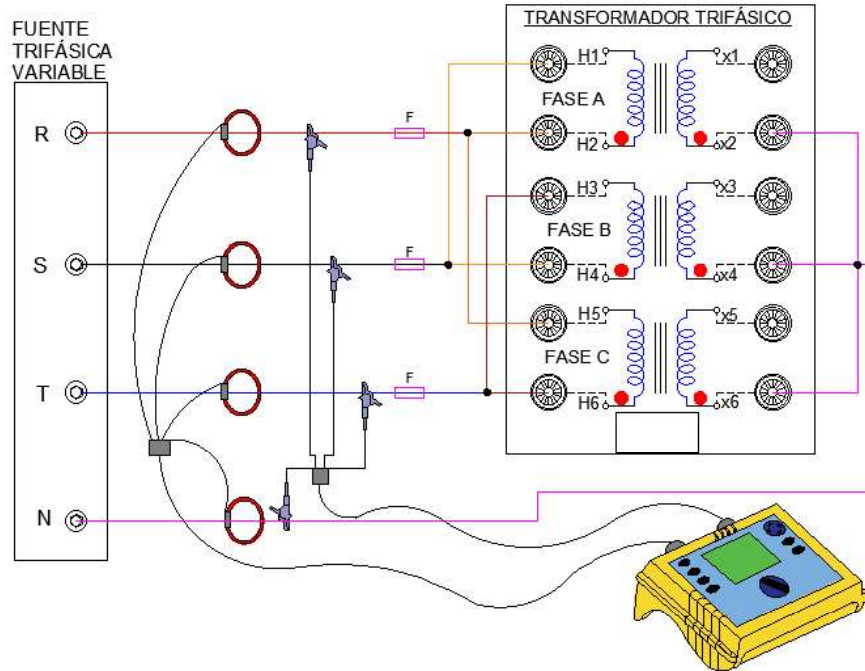 FUENTE
TRIFÁSICA
VARIABLE
TRANSFORMADOR TRIFÁSICO
H1
x1
FASE A
R
F
H2
x2
H3
x3
FASE B
S
F
H4
x4
H5
x5
FASE C
T
F
H6
x6
N